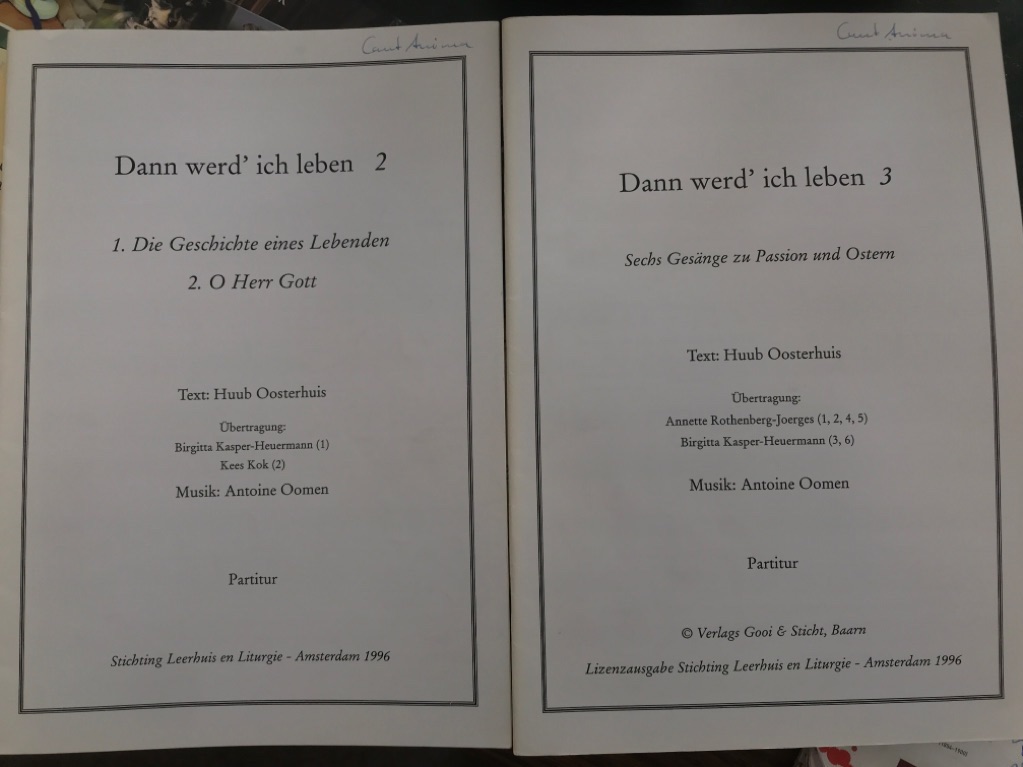 Dann werd' ich leben 2
1. Die Geschichte eines Lebenden
2. O Herr Gott
Text: Huub Oosterhuis
Übertragung:
Birgitta Kasper-Heuermann (1)
Kees Kok (2)
Musik: Antoine Oomen
Partitur
Stichting Leerhuis en Liturgie - Amsterdam 1996
Dann werd' ich leben 3
Sechs Gesänge zu Passion und Ostern
Text: Huub Oosterhuis
Übertragung:
Annette Rothenberg-Joerges (1, 2, 4, 5)
Birgitta Kasper-Heuermann (3, 6)
Musik: Antoine Oomen
Partitur
© Verlags Gooi & Sticht, Baarn
Lizenzausgabe Stichting Leerhuis en Liturgie - Amsterdam 1996